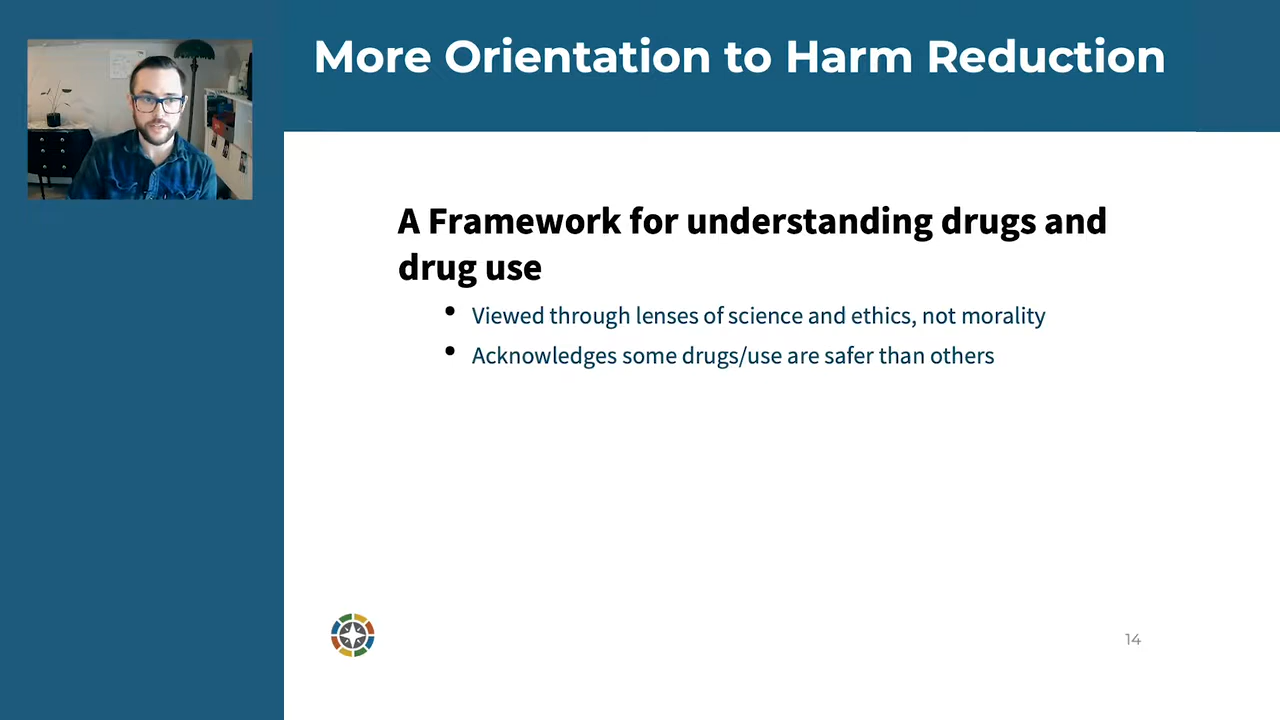 More Orientation to Harm Reduction
A Framework for understanding drugs and
drug use
• Viewed through lenses of science and ethics, not morality
• Acknowledges some drugs/use are safer than others
14